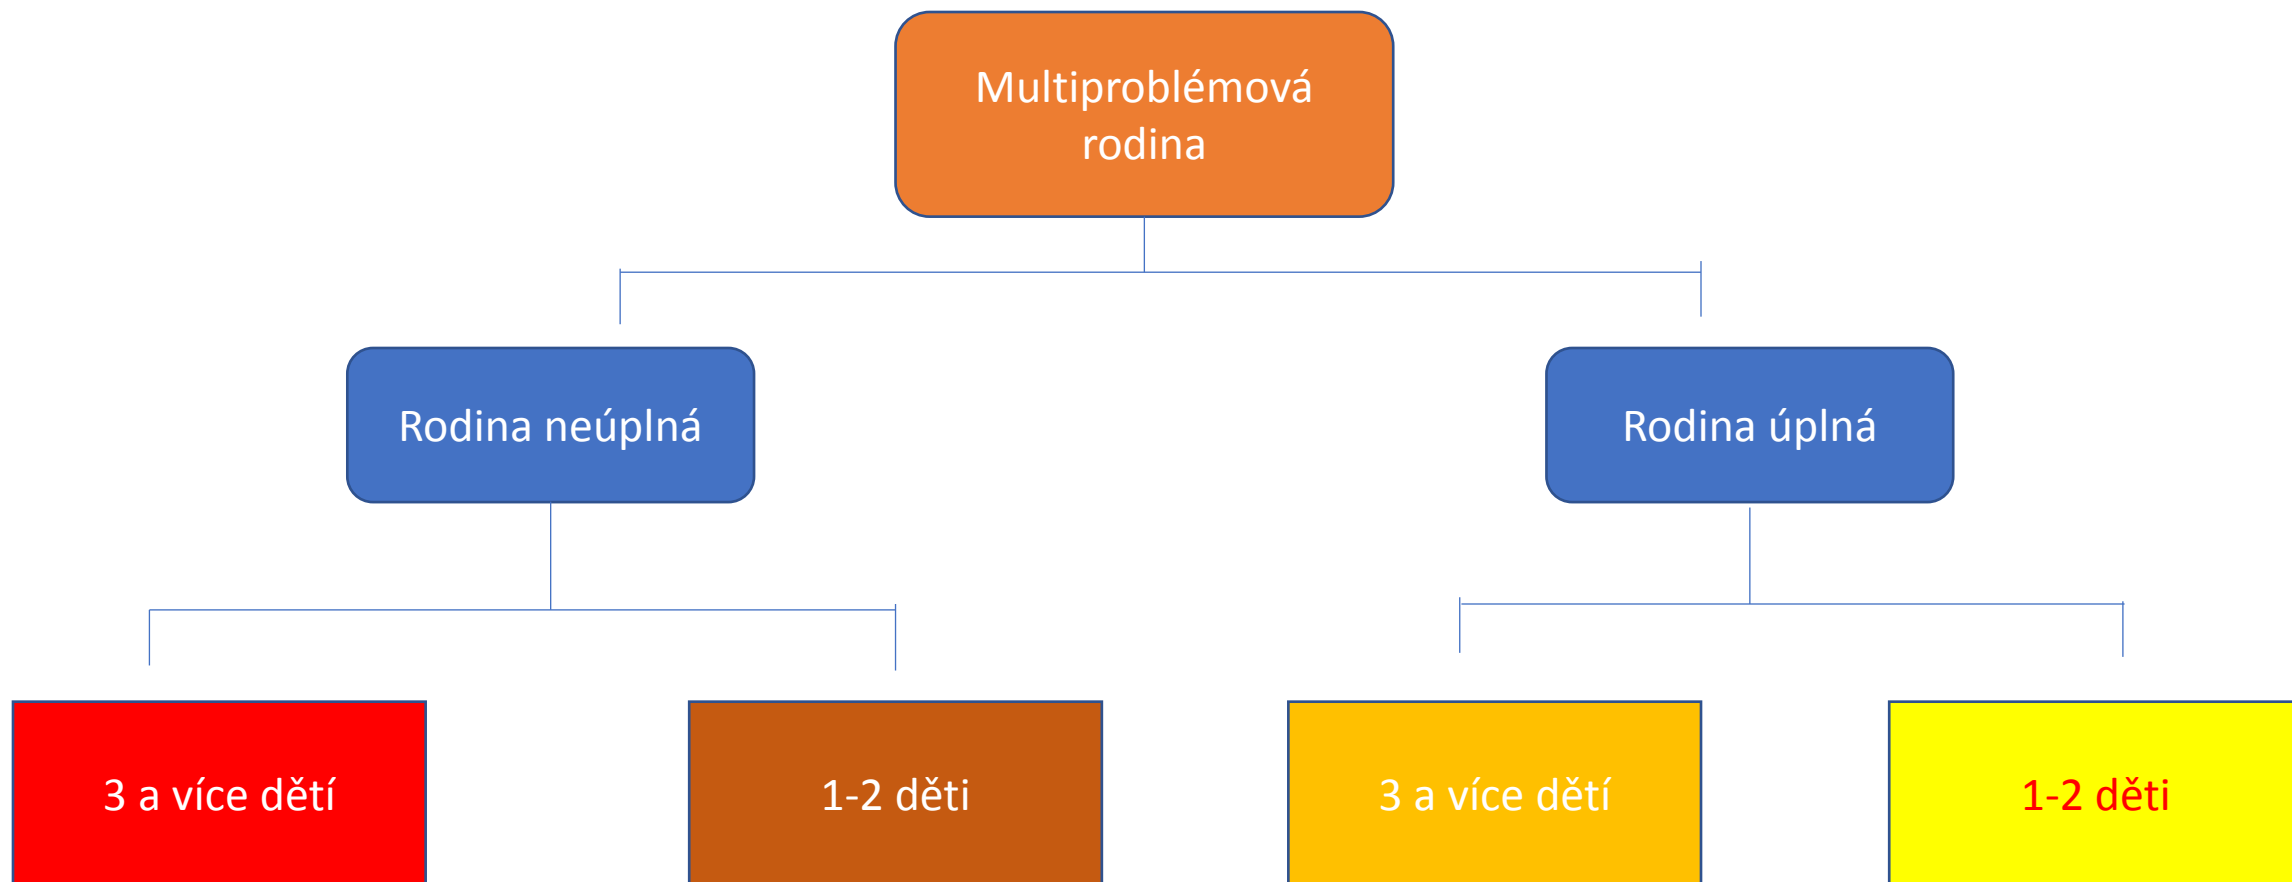 Multiproblémová
rodina
Rodina neúplná
Rodina úplná
3 a více dětí
1-2 děti
3 a více dětí
1-2 děti